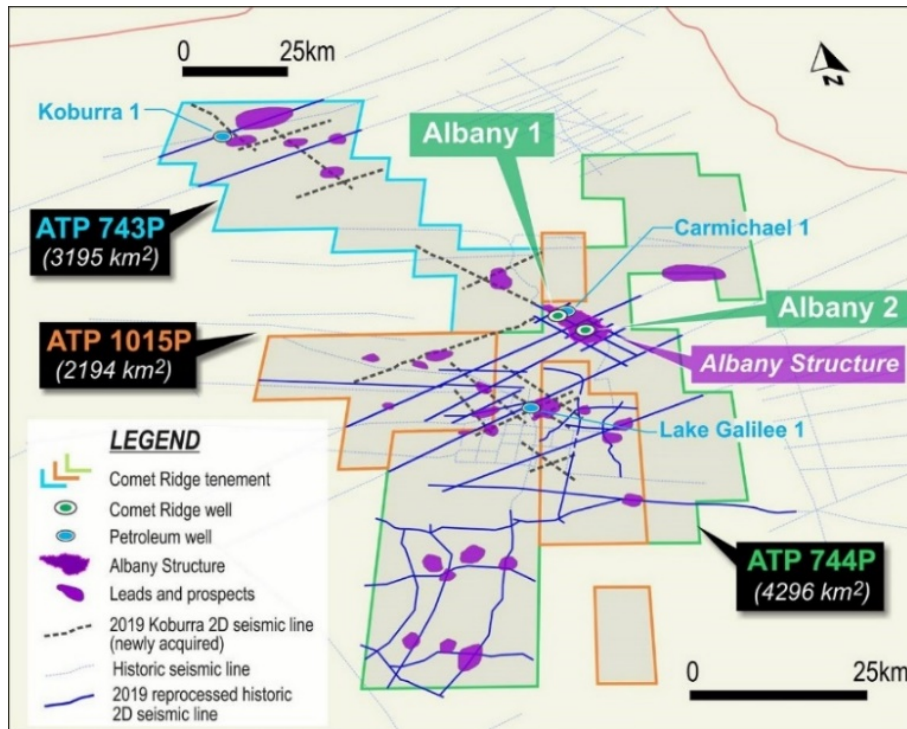 0 25km
N
Koburra 1
Albany 1
Carmichael 1
ATP 743P
(3195 km²)
Albany 2
ATP 1015P
(2194 km²)
Albany Structure
Lake Galilee 1
LEGEND
Comet Ridge tenement
Comet Ridge well
Petroleum well
Albany Structure
Leads and prospects
2019 Koburra 2D seismic line
(newly acquired)
Historic seismic line
2019 reprocessed historic
2D seismic line
ATP 744P
(4296 km²)
0 25km